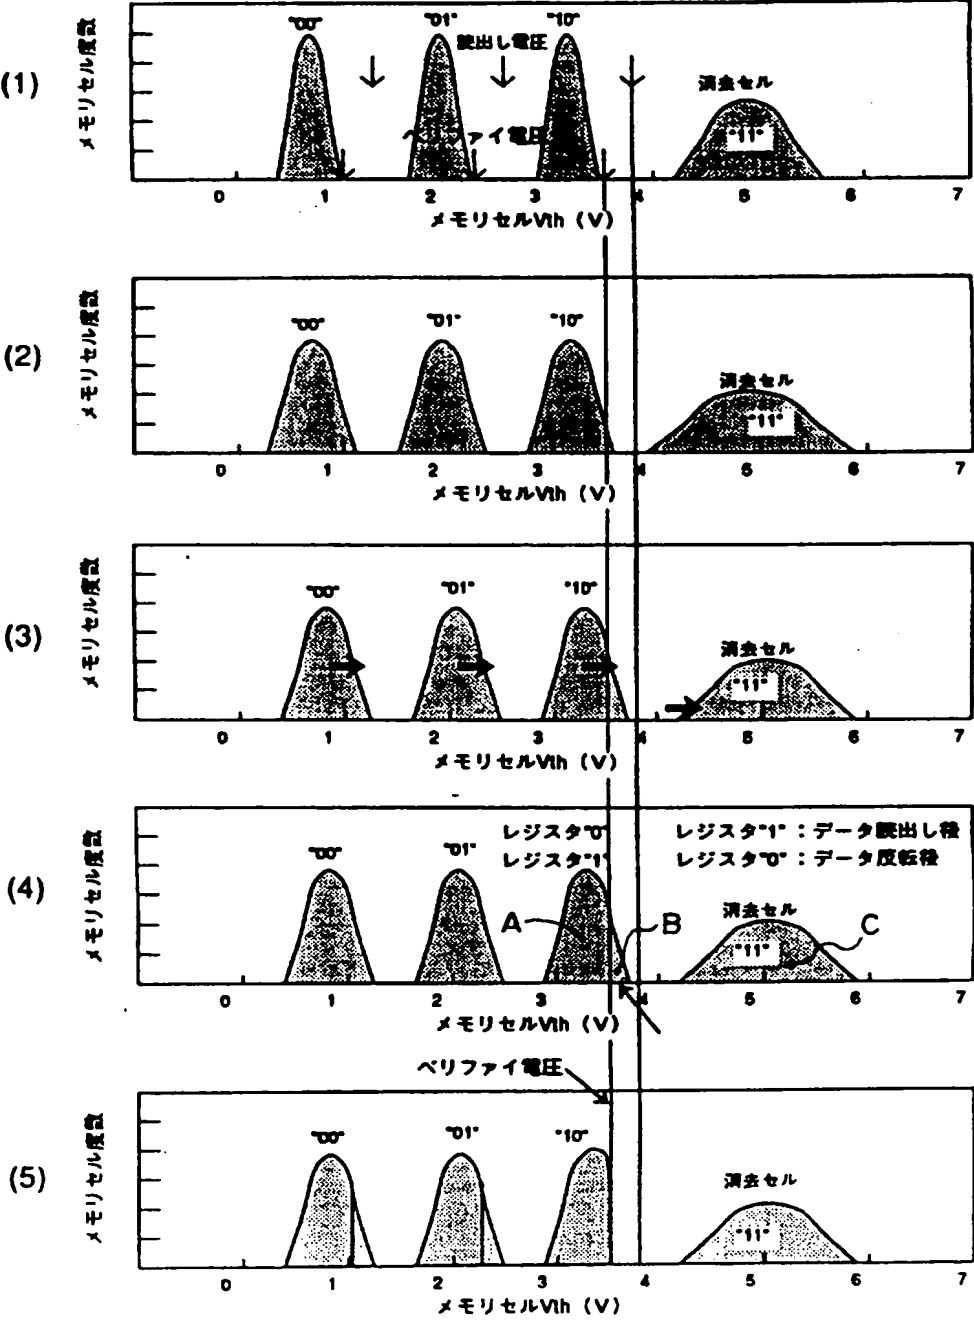 (1)
メモリセル度数
"00"
"01"
"10"
読出し電圧
ベリファイ電圧
消去セル
"11"
0 1 2 3 4 5 6 7
メモリセルVth (V)
(2)
メモリセル度数
"00"
"01"
"10"
消去セル
"11"
0 1 2 3 4 5 6 7
メモリセルVth (V)
(3)
メモリセル度数
"00"
"01"
"10"
消去セル
"11"
0 1 2 3 4 5 6 7
メモリセルVth (V)
(4)
メモリセル度数
レジスタ"0"
レジスタ"1"
レジスタ"1":データ読出し後
レジスタ"0":データ反転後
"00"
"01"
A
B
消去セル
"11"
C
0 1 2 3 4 5 6 7
メモリセルVth (V)
ベリファイ電圧
(5)
メモリセル度数
"00"
"01"
"10"
消去セル
"11"
0 1 2 3 4 5 6 7
メモリセルVth (V)